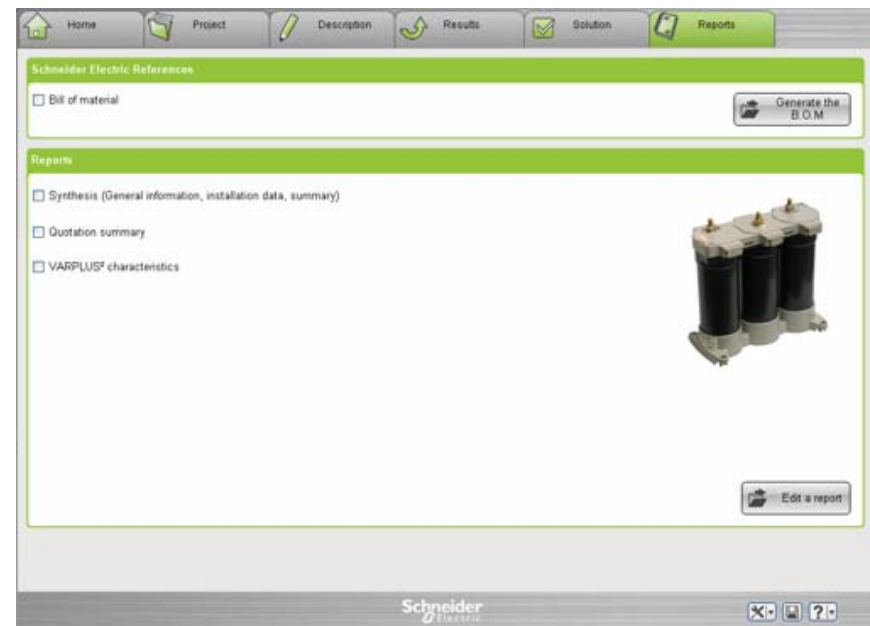 Home
Project
Description
Results
Solution
Reports
Schneider Electric References
Bill of material
Generate the
B.O.M
Reports
Synthesis (General information, installation data, summary)
Quotation summary
VARPLUS² characteristics
Edit a report
Schneider
Electric
?